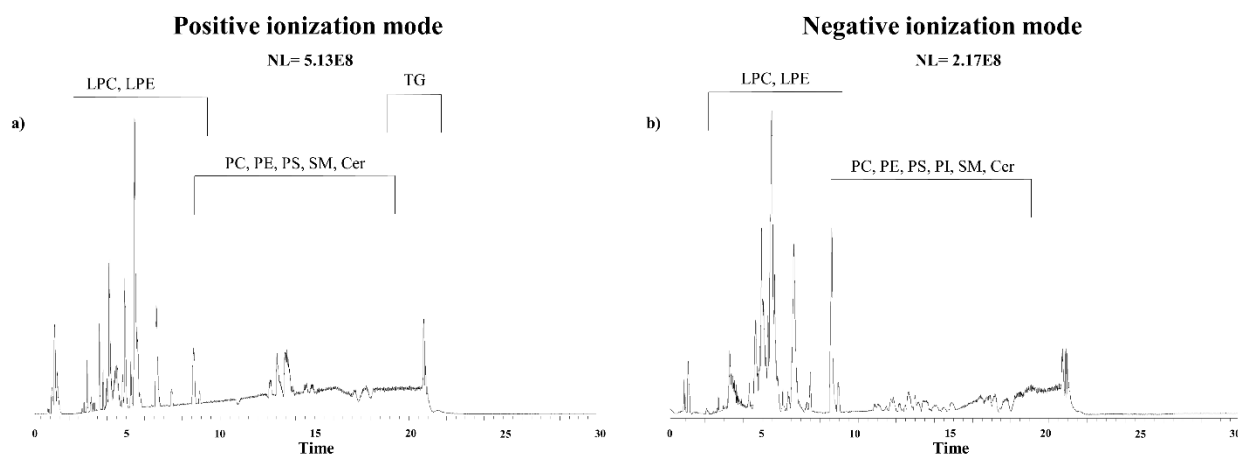 Positive ionization mode
NL= 5.13E8
LPC, LPE
TG
a)
PC, PE, PS, SM, Cer
0 5 10 15 20 25 30
Time
Negative ionization mode
NL= 2.17E8
LPC, LPE
b)
PC, PE, PS, PI, SM, Cer
0 5 10 15 20 25 30
Time